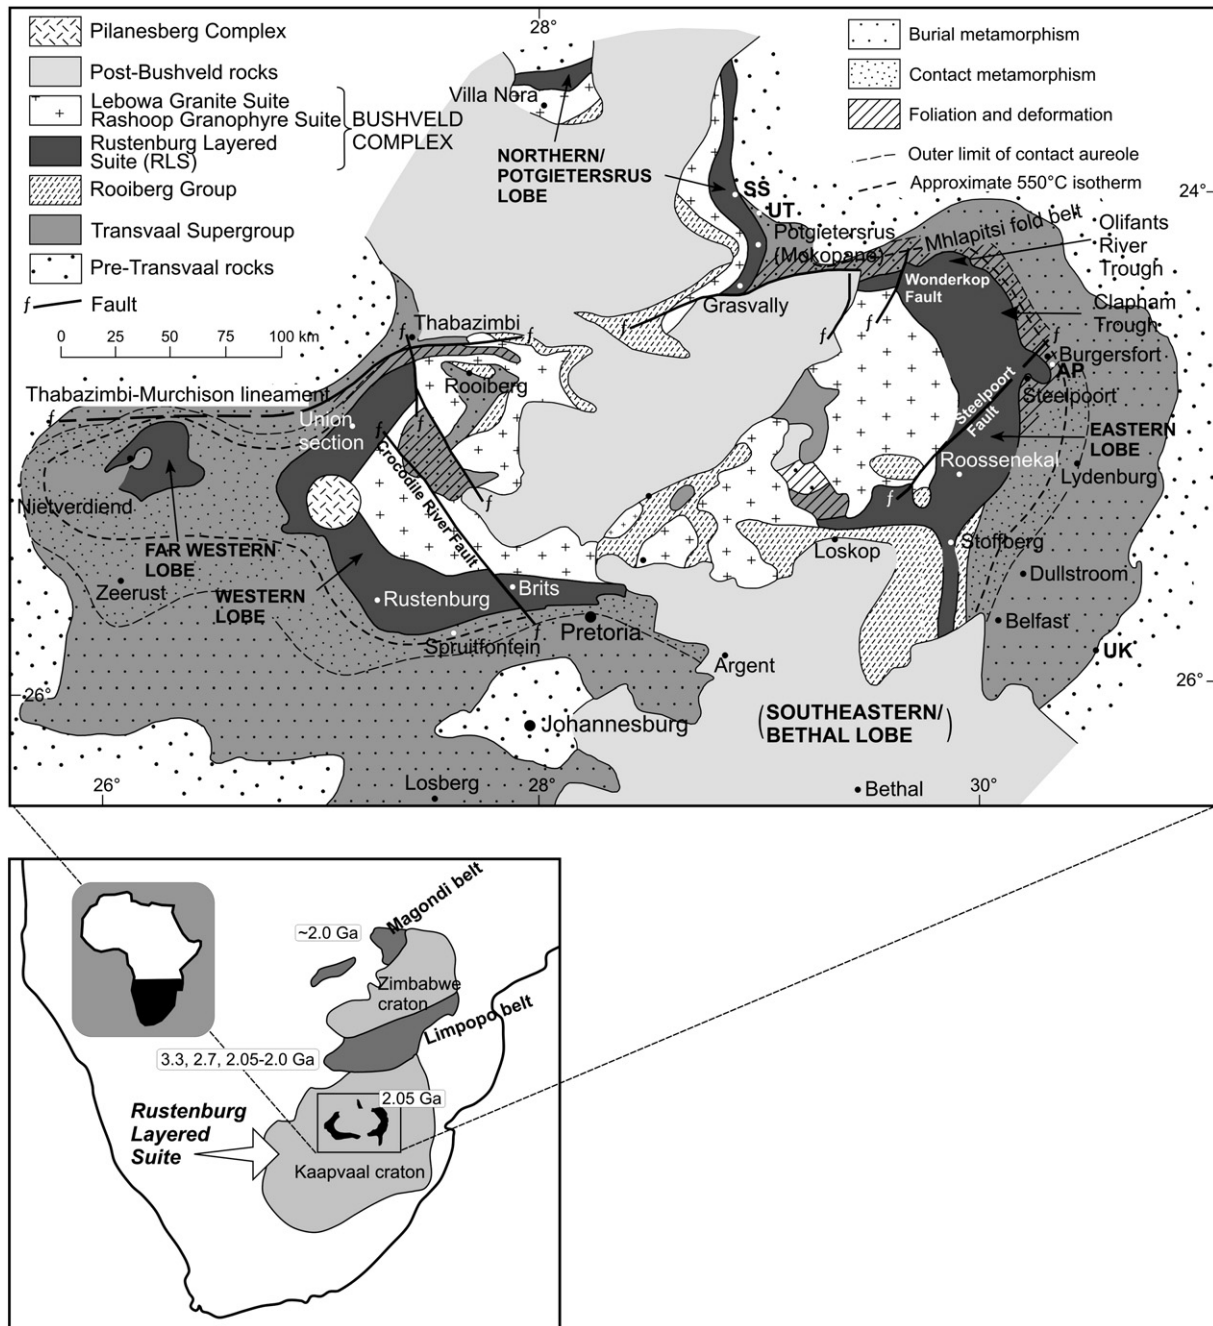 28°
Pilanesberg Complex
Post-Bushveld rocks
Lebowa Granite Suite
Rashoop Granophyre Suite
BUSHVELD
COMPLEX
Rustenburg Layered
Suite (RLS)
Rooiberg Group
Transvaal Supergroup
Pre-Transvaal rocks
f
Fault
0 25 50 75 100 km
Burial metamorphism
Contact metamorphism
Foliation and deformation
Outer limit of contact aureole
Approximate 550°C isotherm
24°
Villa Nora
NORTHERN/
POTGIETERSRUS
LOBE
SS
UT
Potgietersrus
(Mokopane)
Mhlapitsi fold belt
Olifants
River
Trough
Wonderkop
Fault
Grasvally
Clapham
Trough
f
f
f
f
f
f
f
Thabazimbi
Burgersfort
AP
Steelpoort
Steelpoort
Fault
Rooiberg
Thabazimbi-Murchison lineament
f
Union
section
f
Crocodile River Fault
EASTERN
LOBE
Roossenekal
Lydenburg
f
f
Nietverdiend
FAR WESTERN
LOBE
Zeerust
WESTERN
LOBE
Rustenburg
Brits
Loskop
Stoffberg
Dullstroom
Spruitfontein
f
Pretoria
Belfast
Argent
UK
26°
26°
Johannesburg
(SOUTHEASTERN/
BETHAL LOBE)
Losberg
Bethal
26°
28°
30°
Magondi belt
~2.0 Ga
Zimbabwe
craton
Limpopo belt
3.3, 2.7, 2.05-2.0 Ga
2.05 Ga
Rustenburg
Layered
Suite
Kaapvaal craton